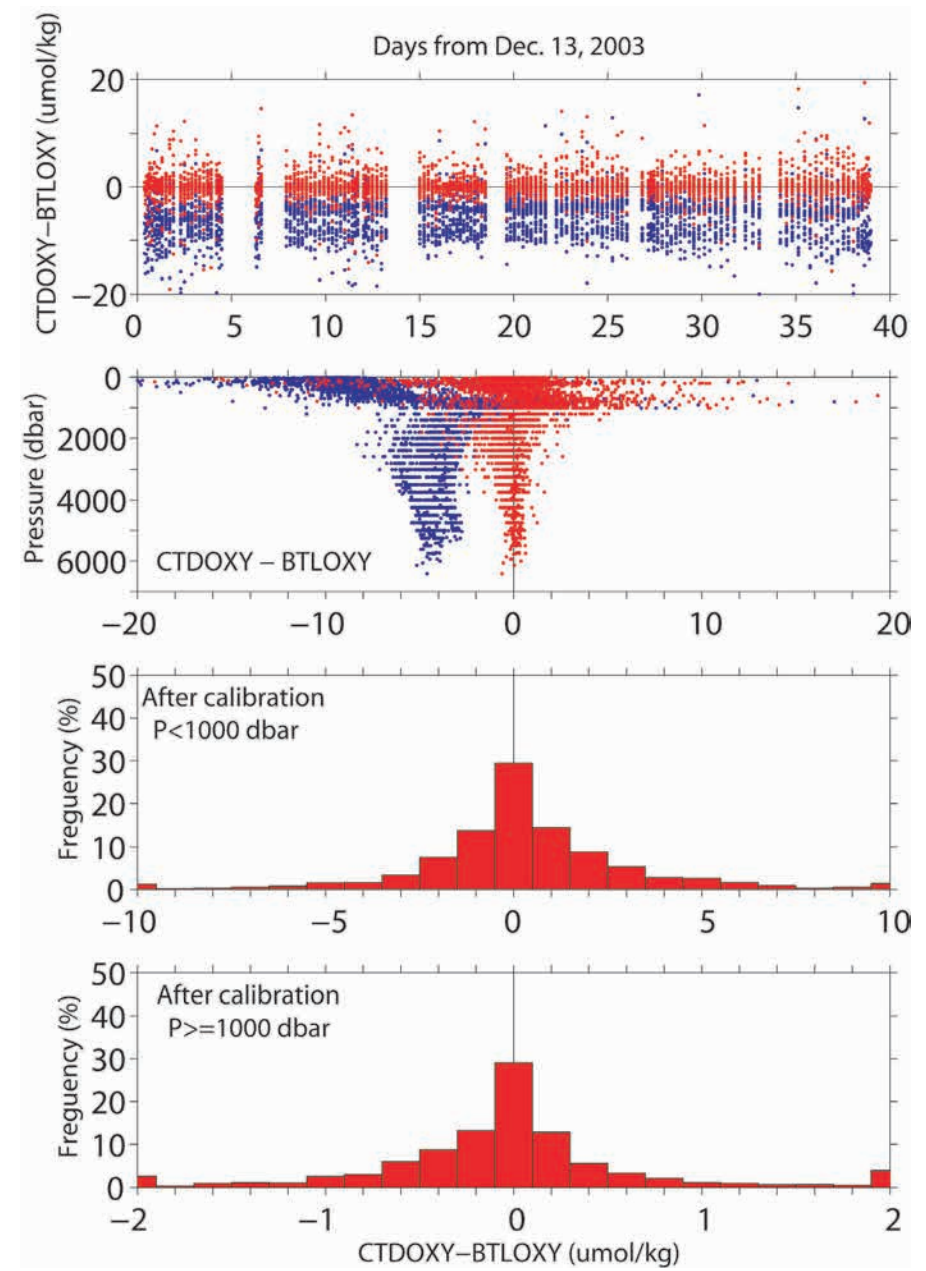 Days from Dec. 13, 2003
CTDOXY−BTLOXY (umol/kg)
20
0
−20
0 5 10 15 20 25 30 35 40
Pressure (dbar)
0
2000
4000
6000
CTDOXY − BTLOXY
−20 −10 0 10 20
Freguency (%)
50
40
30
20
10
0
After calibration
P<1000 dbar
−10 −5 0 5 10
Freguency (%)
50
40
30
20
10
0
After calibration
P>=1000 dbar
−2 −1 0 1 2
CTDOXY−BTLOXY (umol/kg)